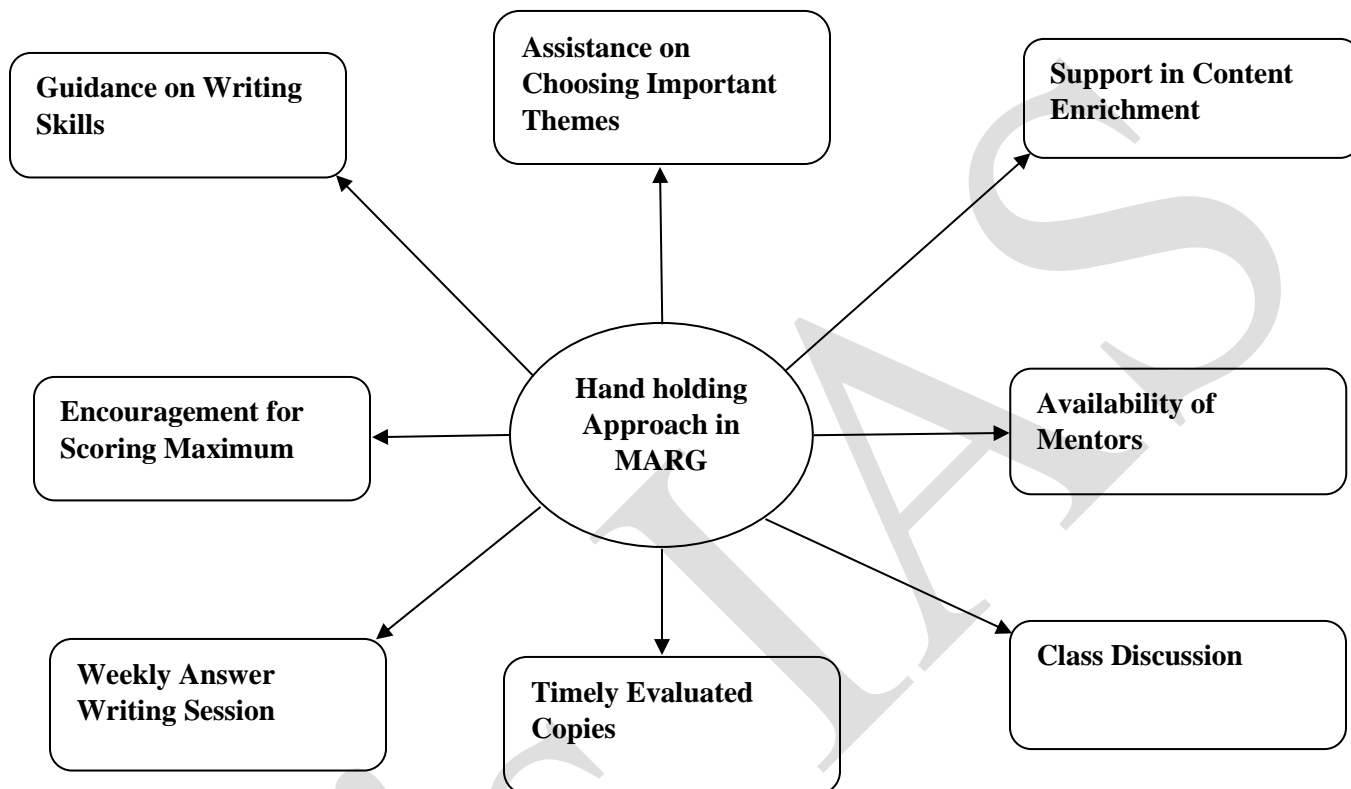 Guidance on Writing
Skills
Assistance on
Choosing Important
Themes
Support in Content
Enrichment
Hand holding
Approach in
MARG
Encouragement for
Scoring Maximum
Availability of
Mentors
Weekly Answer
Writing Session
Timely Evaluated
Copies
Class Discussion
IAS